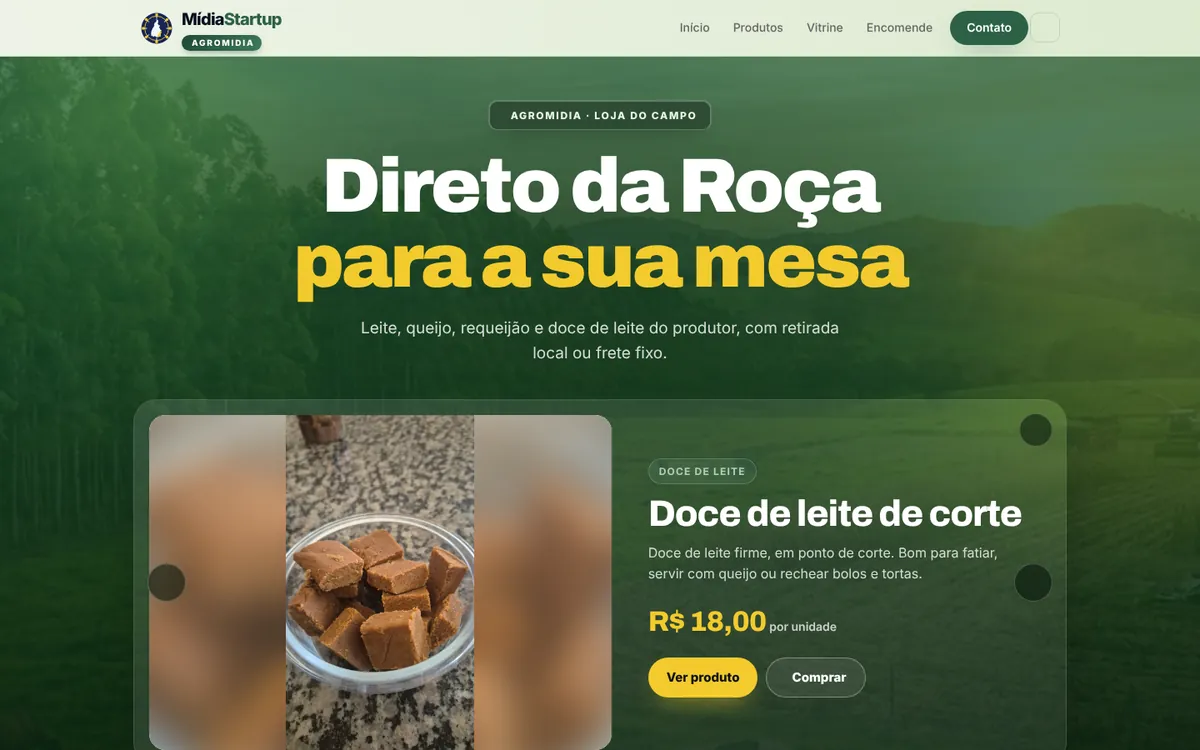 MídiaStartup
AGROMIDIA
Início
Produtos
Vitrine
Encomende
Contato
AGROMIDIA · LOJA DO CAMPO
Direto da Roça
para a sua mesa
Leite, queijo, requeijão e doce de leite do produtor, com retirada
local ou frete fixo.
DOCE DE LEITE
Doce de leite de corte
Doce de leite firme, em ponto de corte. Bom para fatiar,
servir com queijo ou rechear bolos e tortas.
R$ 18,00 por unidade
Ver produto
Comprar